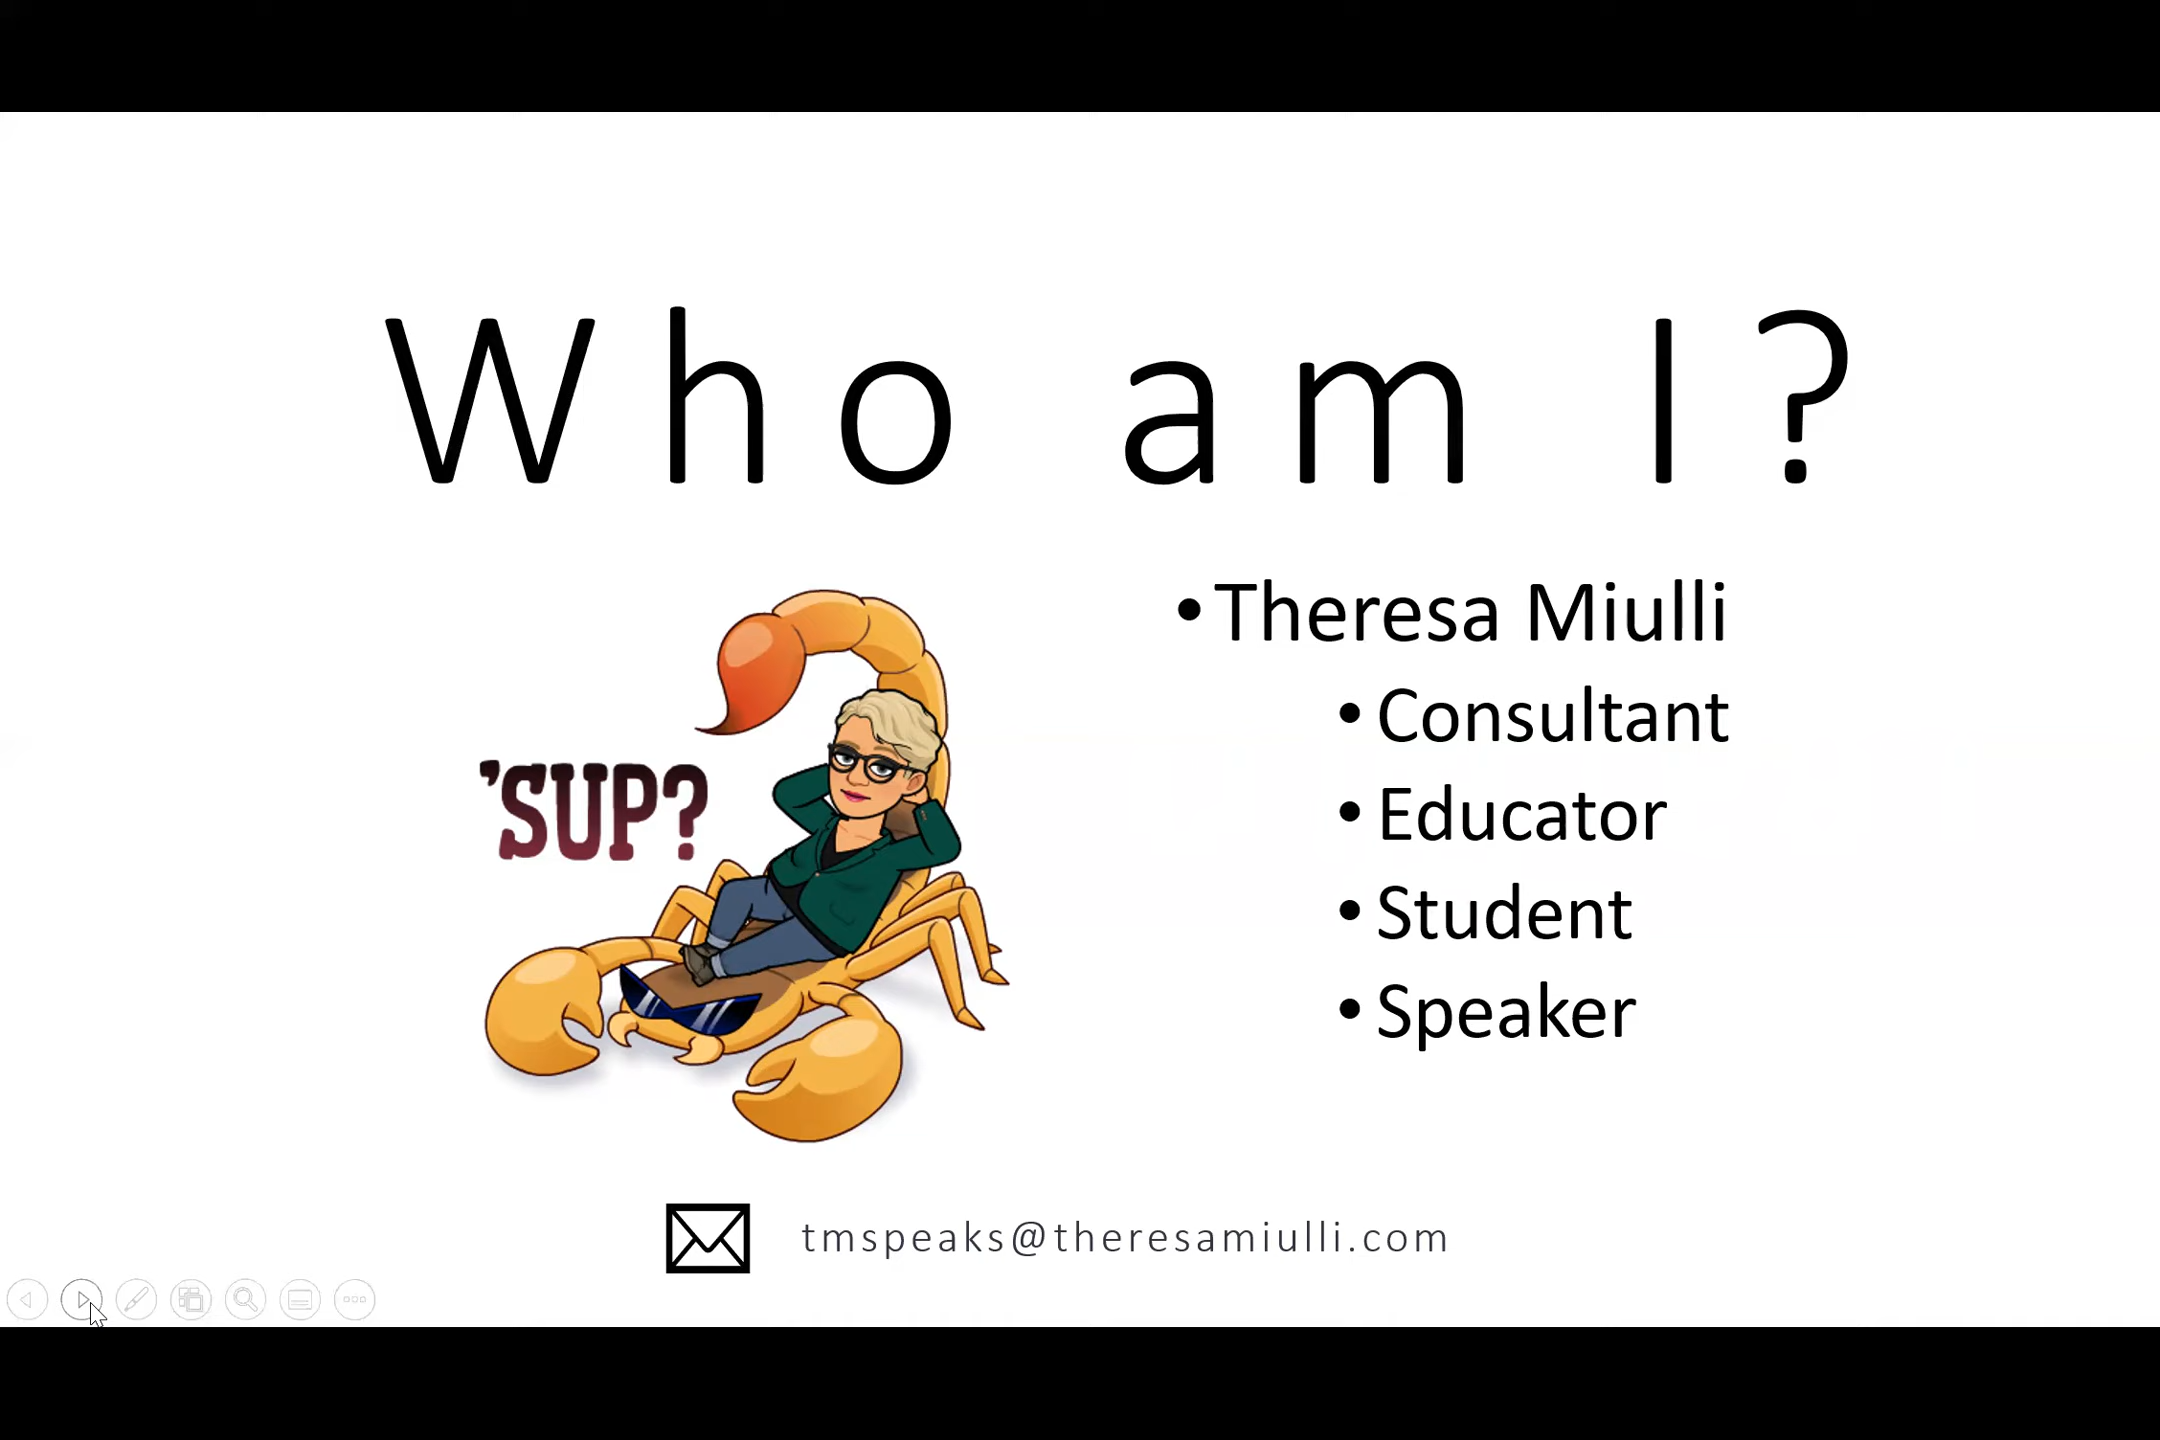 Who am I?
'SUP?
•Theresa Miulli
•Consultant
•Educator
•Student
•Speaker
tmspeaks@theresamiulli.com